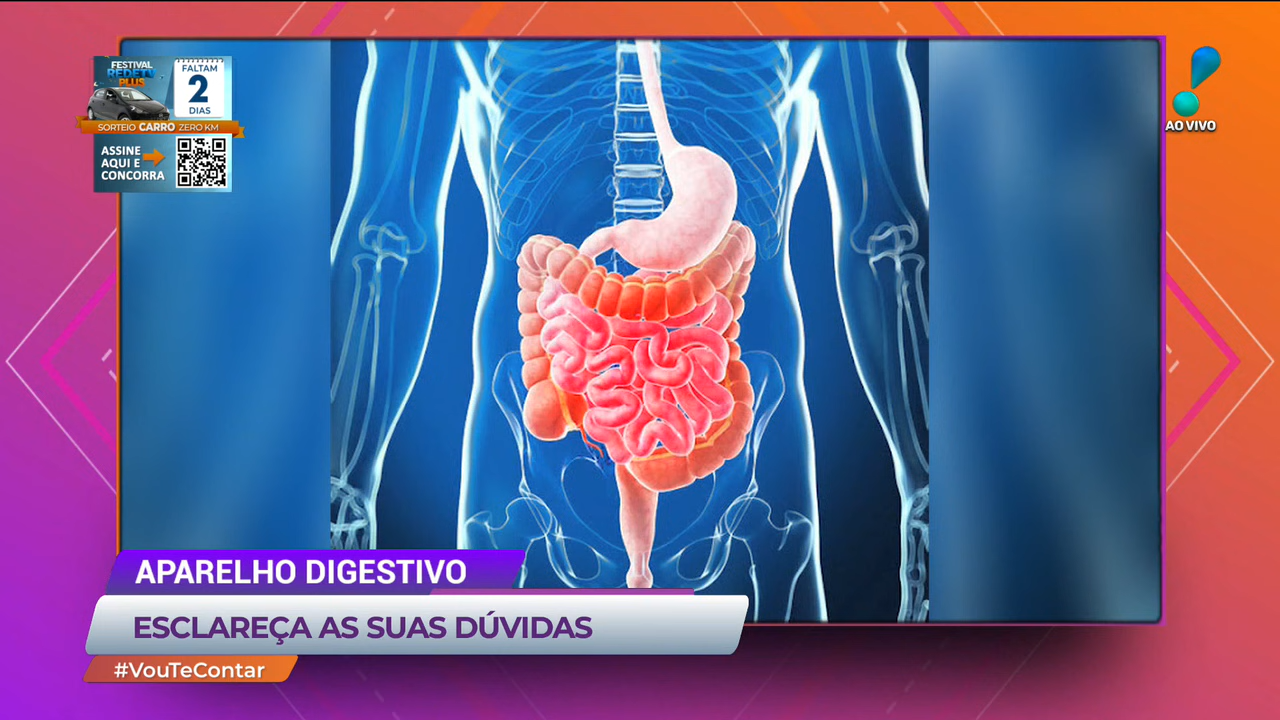 FESTIVAL
REDETV
PLUS
FALTAM
2
DIAS
SORTEIO CARRO ZERO KM
ASSINE
AQUI E
CONCORRA
AO VIVO
APARELHO DIGESTIVO
ESCLAREÇA AS SUAS DÚVIDAS
#VouTeContar